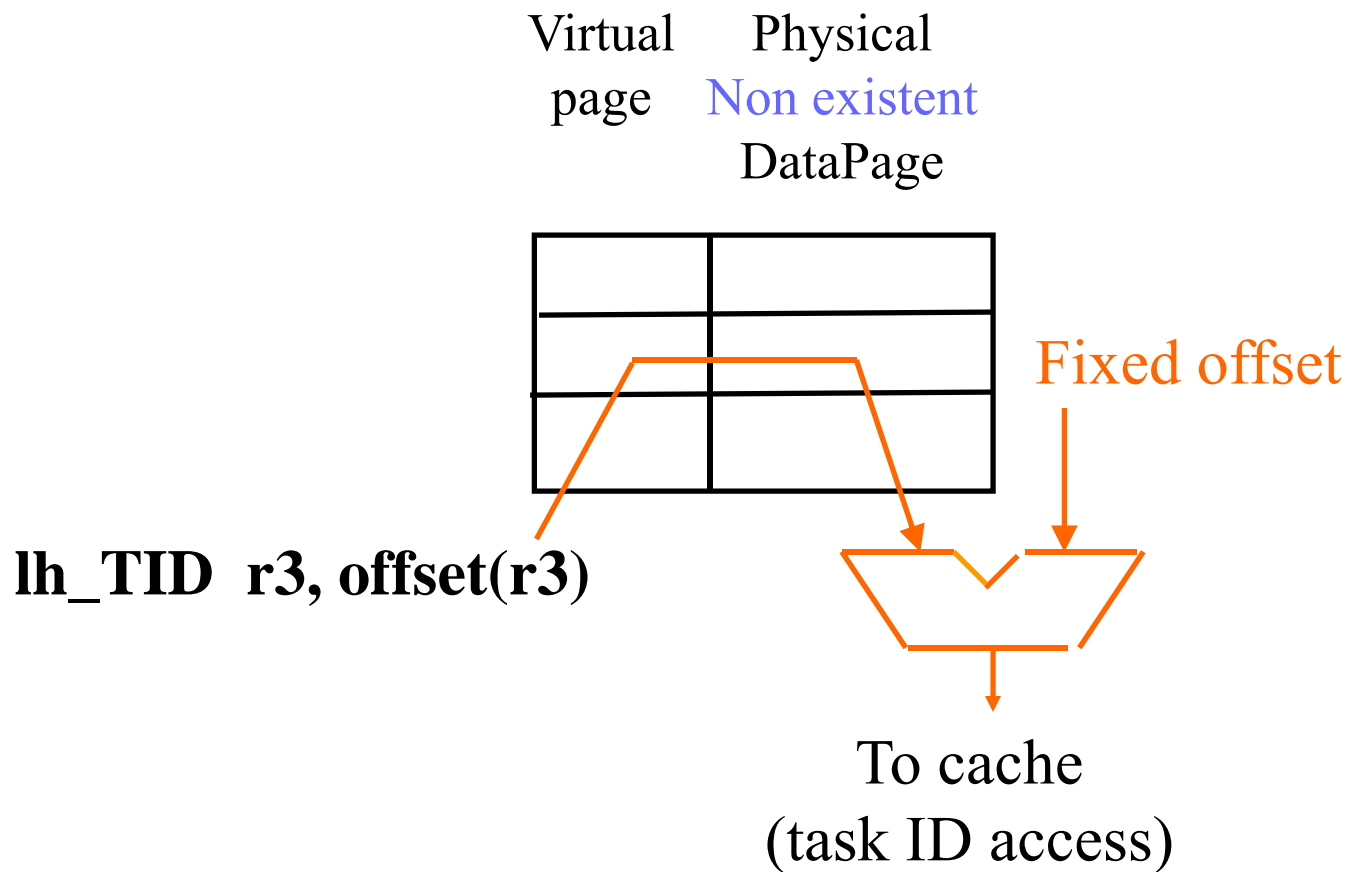 Virtual Physical
page Non existent
DataPage
Fixed offset
lh_TID r3, offset(r3)
To cache
(task ID access)